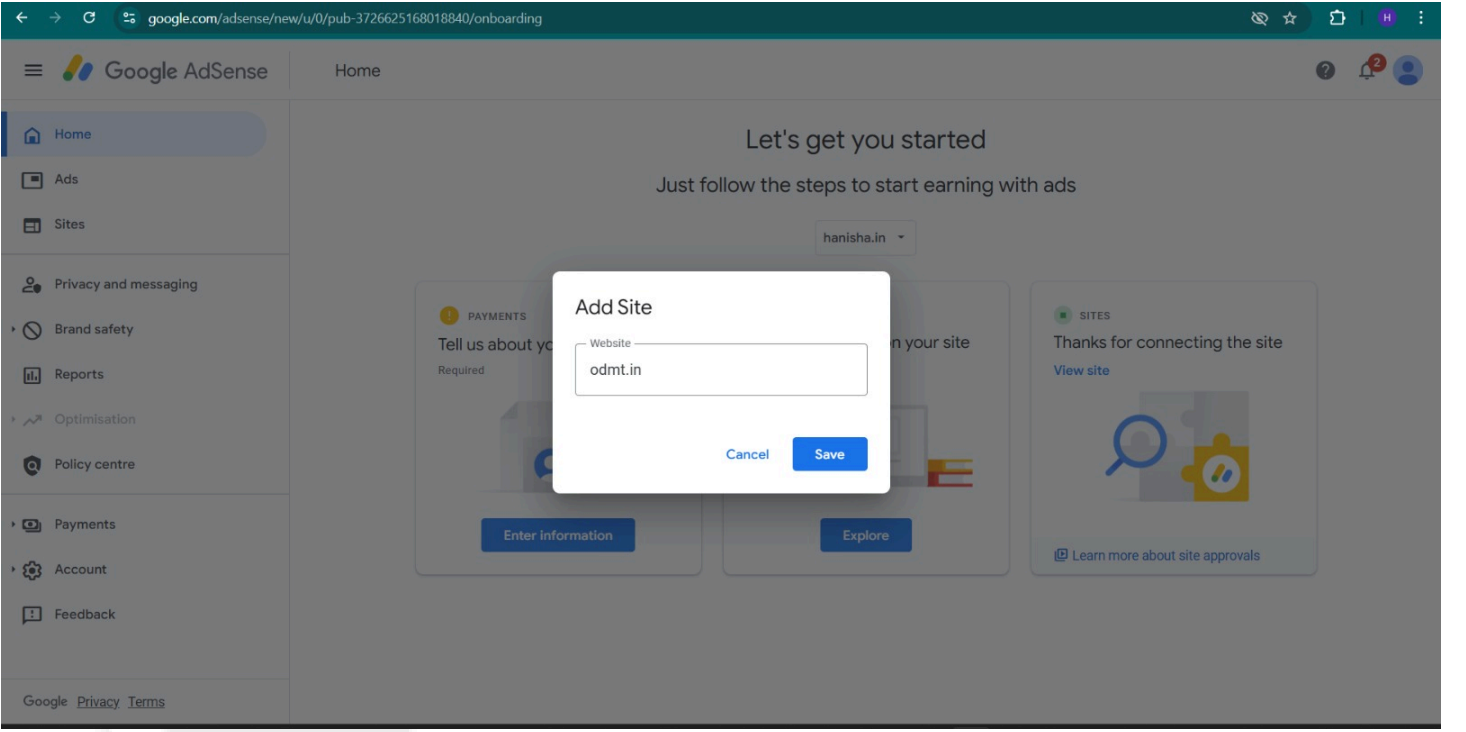 google.com/adsense/new/u/0/pub-3726625168018840/onboarding
H
Google AdSense
Home
2
Home
Ads
Sites
Privacy and messaging
Brand safety
Reports
Optimisation
Policy centre
Payments
Account
Feedback
Google Privacy Terms
Let's get you started
Just follow the steps to start earning with ads
hanisha.in
PAYMENTS
Tell us about yo
Required
Enter information
Add Site
Website
odmt.in
Cancel Save
n your site
Explore
SITES
Thanks for connecting the site
View site
Learn more about site approvals